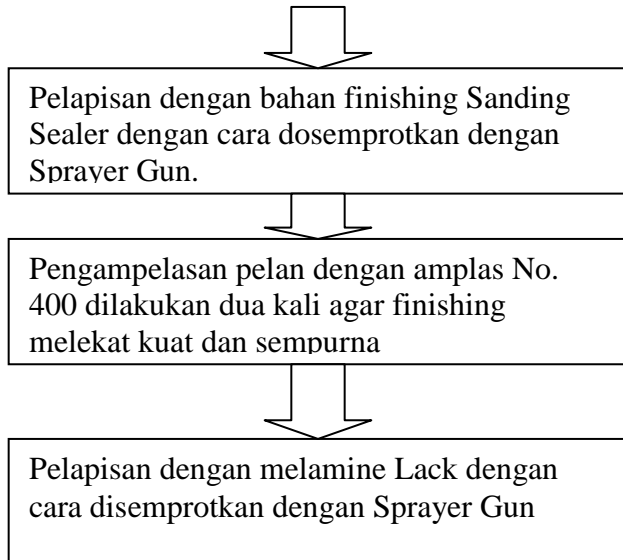 Pelapisan dengan bahan finishing Sanding
Sealer dengan cara dosemprotkan dengan
Sprayer Gun.
Pengampelasan pelan dengan amplas No.
400 dilakukan dua kali agar finishing
melekat kuat dan sempurna
Pelapisan dengan melamine Lack dengan
cara disemprotkan dengan Sprayer Gun